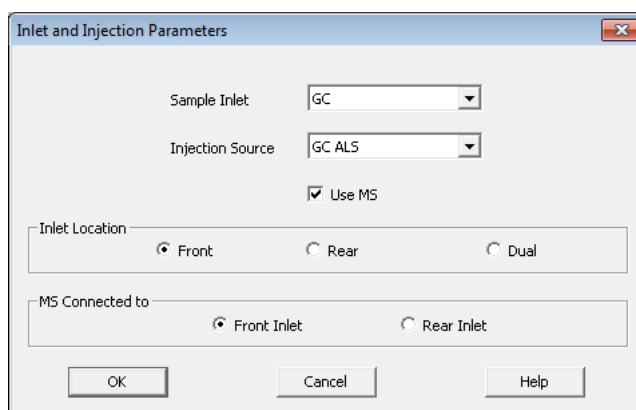 Inlet and Injection Parameters
Sample Inlet GC
Injection Source GC ALS
Use MS
Inlet Location
Front Rear Dual
MS Connected to
Front Inlet Rear Inlet
OK Cancel Help